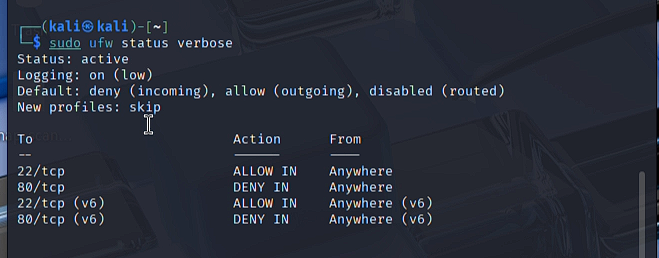 (kali㉿kali)-[~]
$ sudo ufw status verbose
Status: active
Logging: on (low)
Default: deny (incoming), allow (outgoing), disabled (routed)
New profiles: skip
To                         Action      From
--                         ------      ----
22/tcp                     ALLOW IN    Anywhere
80/tcp                     DENY IN     Anywhere
22/tcp (v6)                ALLOW IN    Anywhere (v6)
80/tcp (v6)                DENY IN     Anywhere (v6)